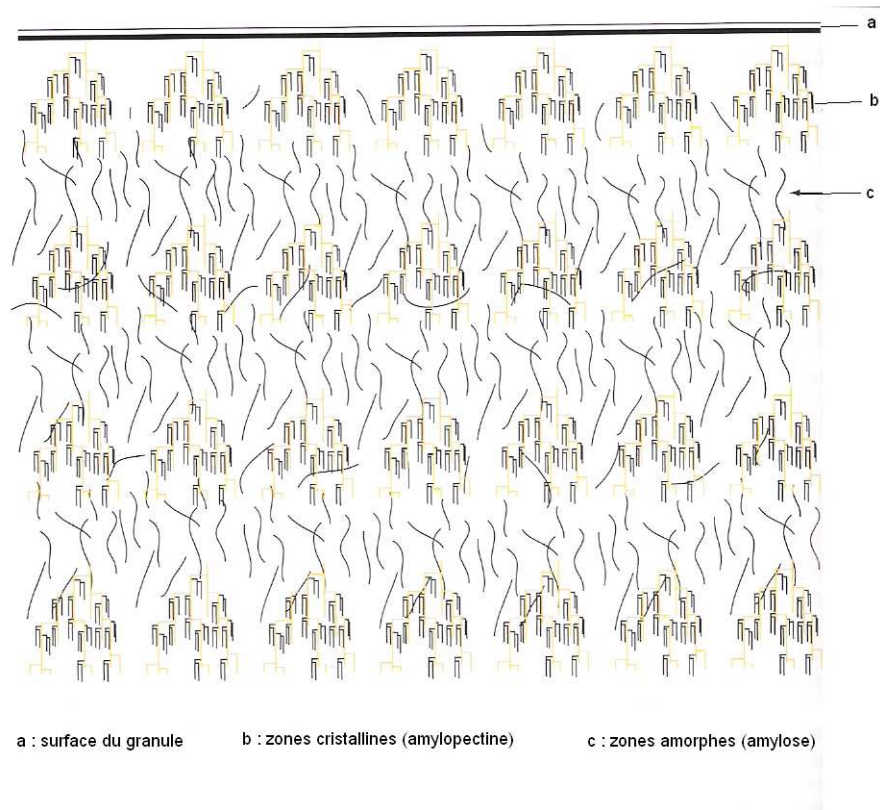 a
b
c
a : surface du granule b : zones cristallines (amylopectine) c : zones amorphes (amylose)